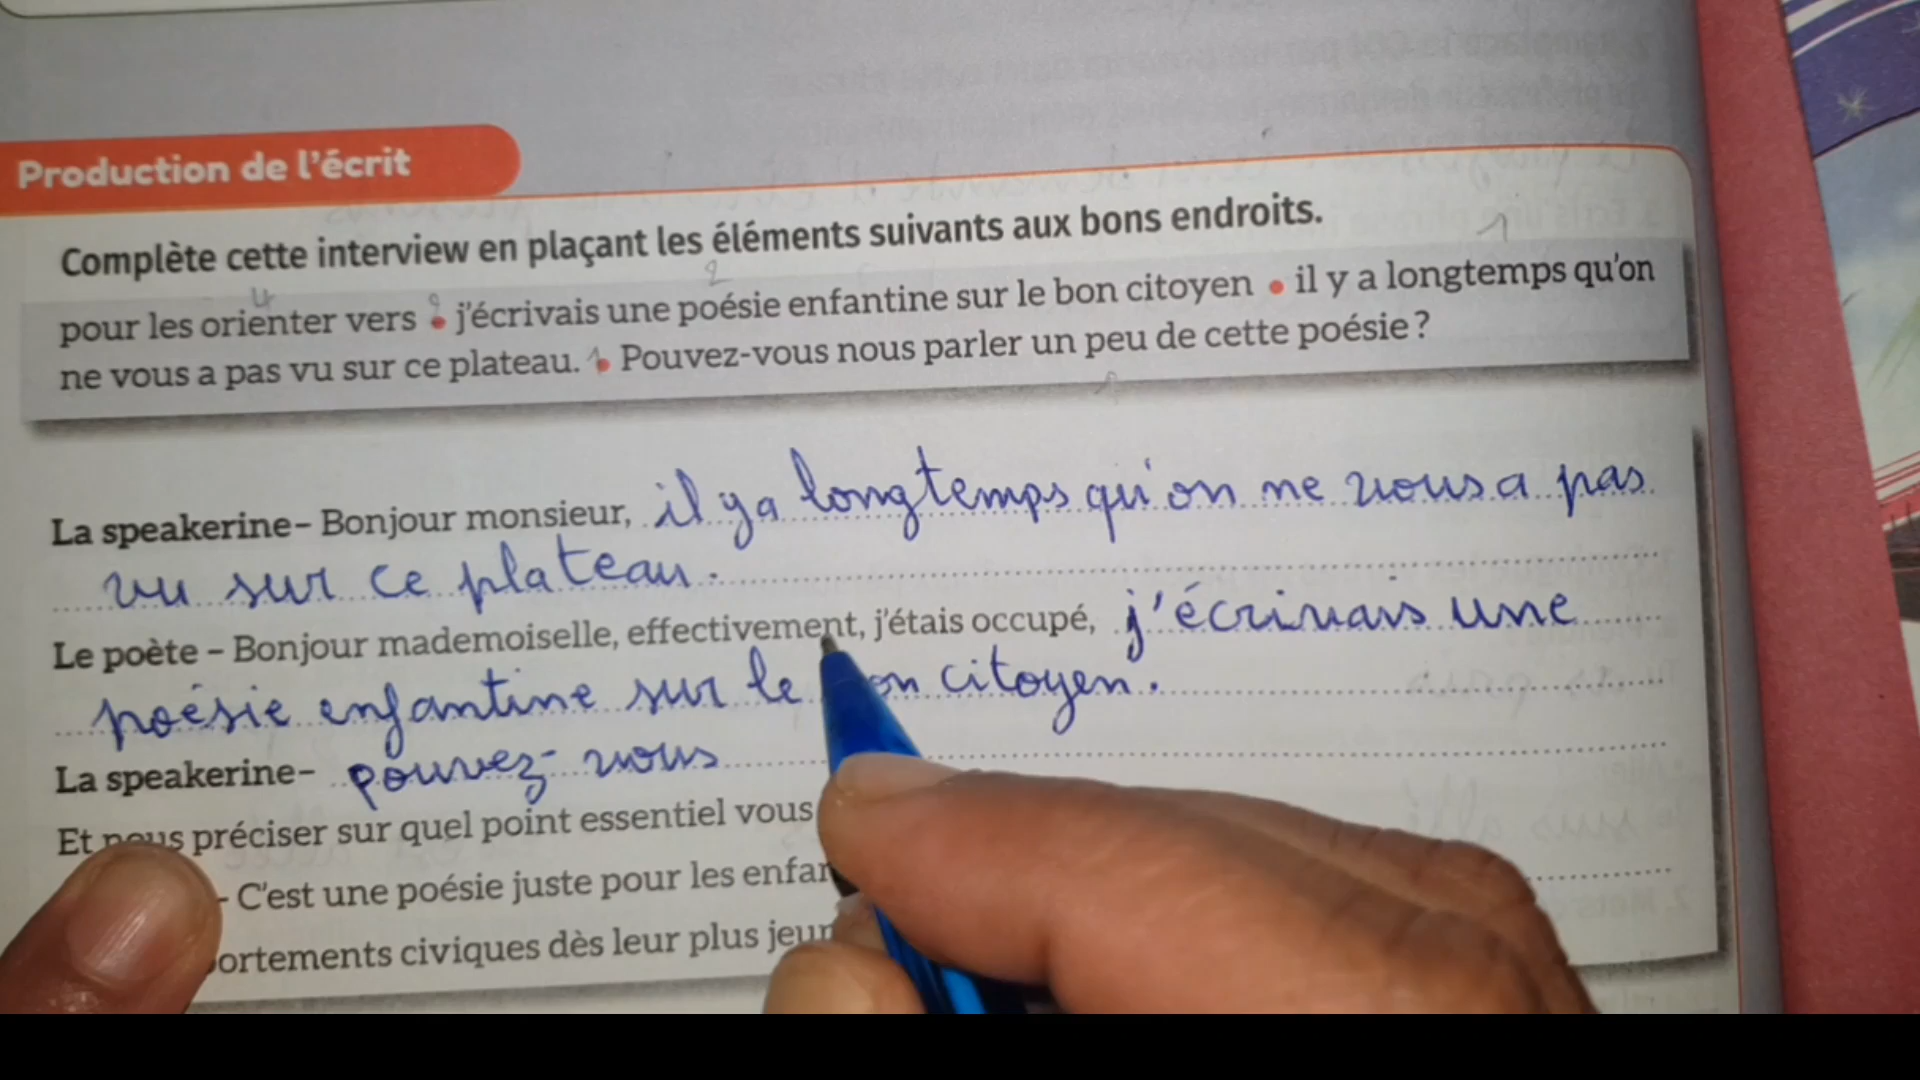 Production de l'écrit
Complète cette interview en plaçant les éléments suivants aux bons endroits.
pour les orienter vers • j'écrivais une poésie enfantine sur le bon citoyen • il y a longtemps qu'on
ne vous a pas vu sur ce plateau. • Pouvez-vous nous parler un peu de cette poésie ?
La speakerine– Bonjour monsieur, il y a longtemps qu'on ne vous a pas
vu sur ce plateau.
Le poète – Bonjour mademoiselle, effectivement, j'étais occupé, j'écrivais une
poésie enfantine sur le bon citoyen.
La speakerine– pouvez-vous
Et nous préciser sur quel point essentiel vous
- C'est une poésie juste pour les
civiques dès leur plus